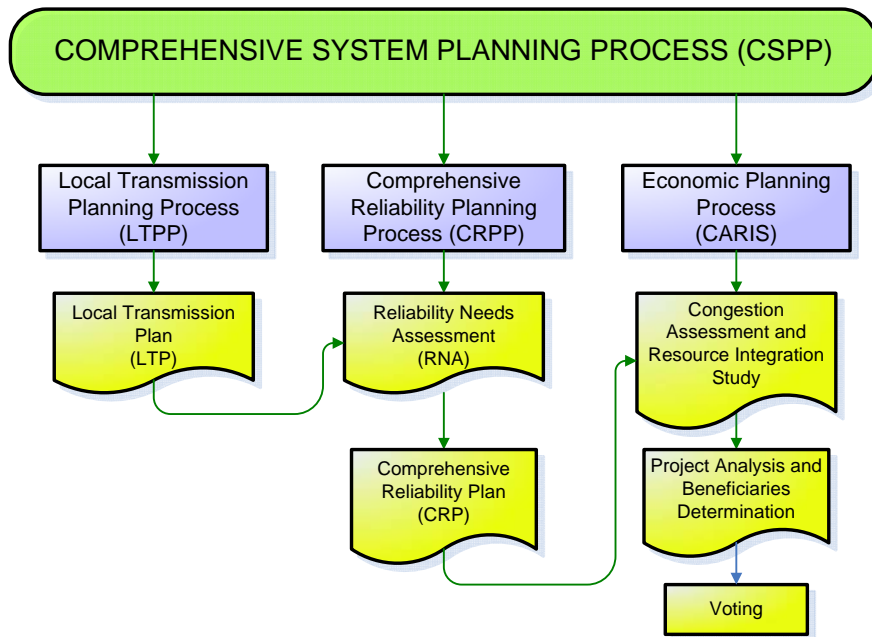 COMPREHENSIVE SYSTEM PLANNING PROCESS (CSPP)
Local Transmission
Planning Process
(LTPP)
Comprehensive
Reliability Planning
Process (CRPP)
Economic Planning
Process
(CARIS)
Local Transmission
Plan
(LTP)
Reliability Needs
Assessment
(RNA)
Congestion
Assessment and
Resource Integration
Study
Comprehensive
Reliability Plan
(CRP)
Project Analysis and
Beneficiaries
Determination
Voting